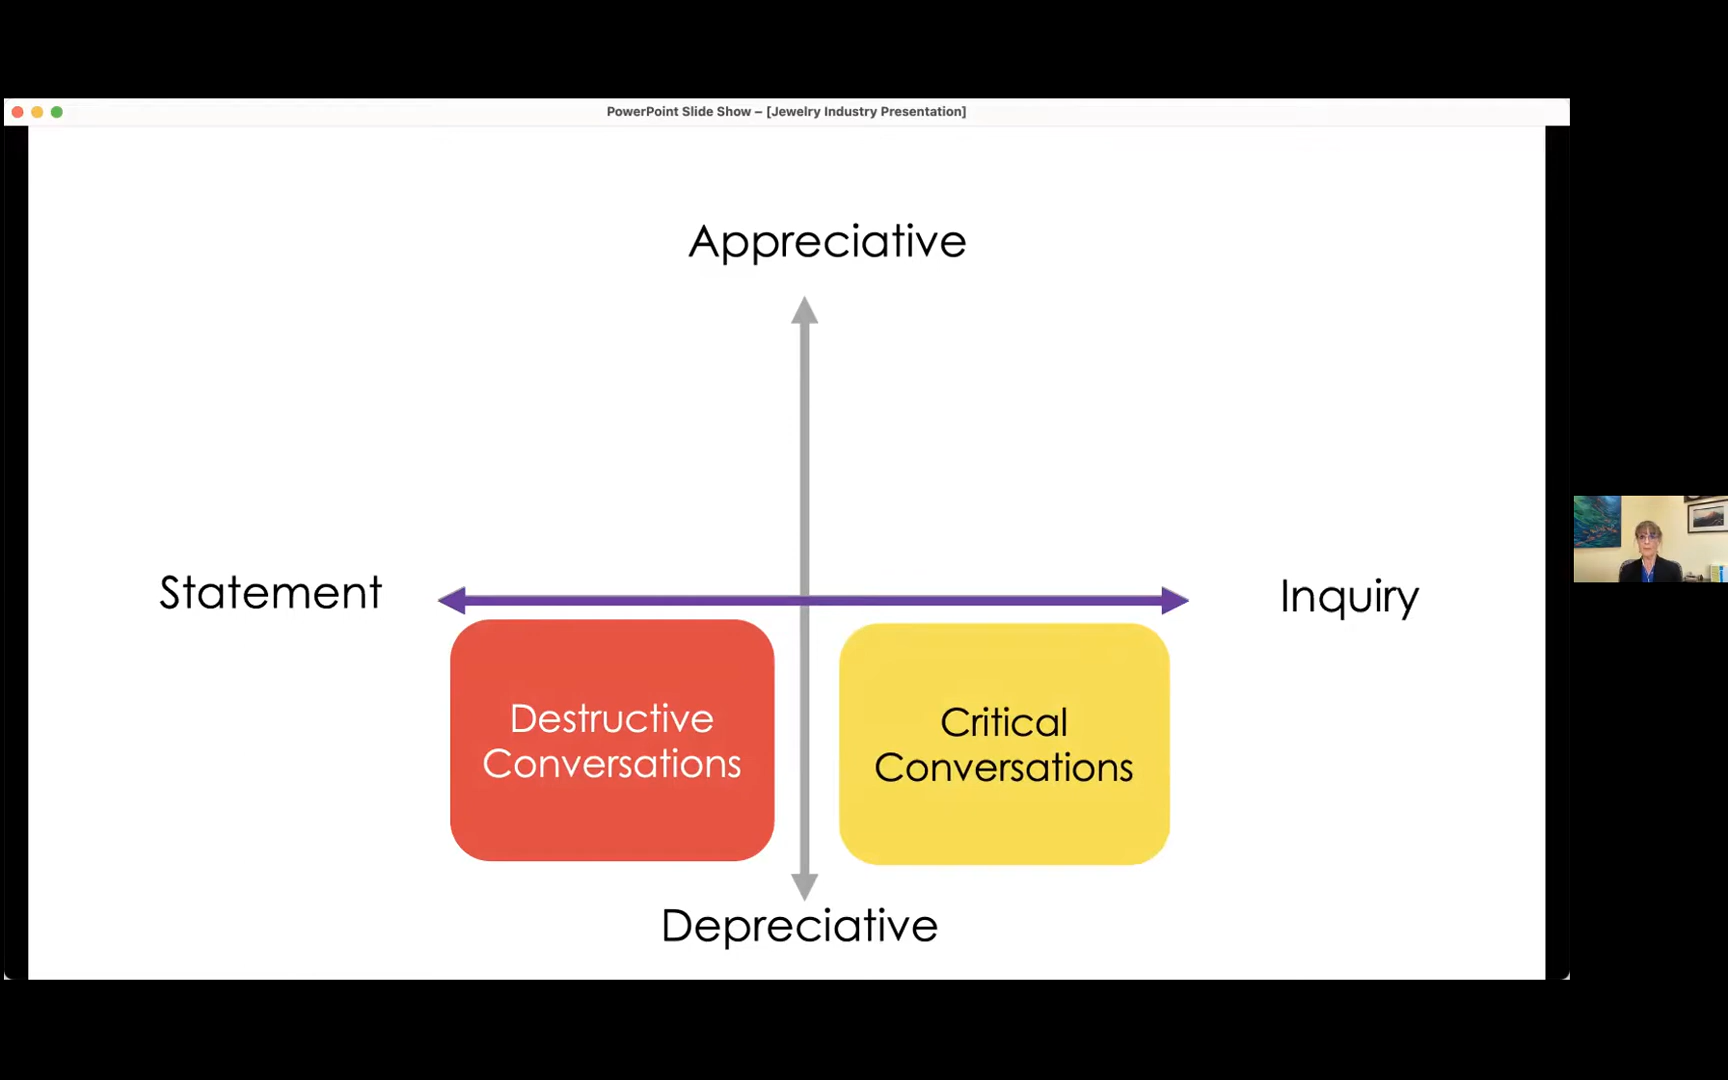 PowerPoint Slide Show – [Jewelry Industry Presentation]
Appreciative
Statement
Inquiry
Destructive
Conversations
Critical
Conversations
Depreciative